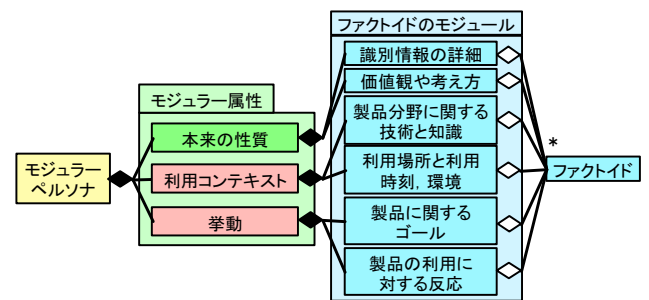 ファクトイドのモジュール
識別情報の詳細
価値観や考え方
モジュラー属性
製品分野に関する
技術と知識
本来の性質
*
モジュラー
ペルソナ
利用コンテキスト
利用場所と利用
時刻, 環境
ファクトイド
挙動
製品に関する
ゴール
製品の利用に
対する反応